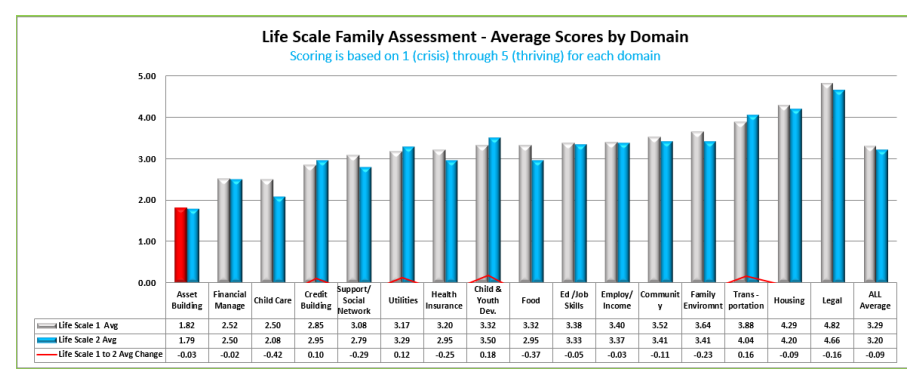 Life Scale Family Assessment - Average Scores by Domain
Scoring is based on 1 (crisis) through 5 (thriving) for each domain
5.00
4.00
3.00
2.00
1.00
0.00
Asset Building Financial Manage Child Care Credit Building Support/ Social Network Utilities Health Insurance Child & Youth Dev. Food Ed /Job Skills Employ/ Income Communit y Family Enviromnt Trans - portation Housing Legal ALL Average
Life Scale 1 Avg 1.82 2.52 2.50 2.85 3.08 3.17 3.20 3.32 3.32 3.38 3.40 3.52 3.64 3.88 4.29 4.82 3.29
Life Scale 2 Avg 1.79 2.50 2.08 2.95 2.79 3.29 2.95 3.50 2.95 3.33 3.37 3.41 3.41 4.04 4.20 4.66 3.20
Life Scale 1 to 2 Avg Change -0.03 -0.02 -0.42 0.10 -0.29 0.12 -0.25 0.18 -0.37 -0.05 -0.03 -0.11 -0.23 0.16 -0.09 -0.16 -0.09